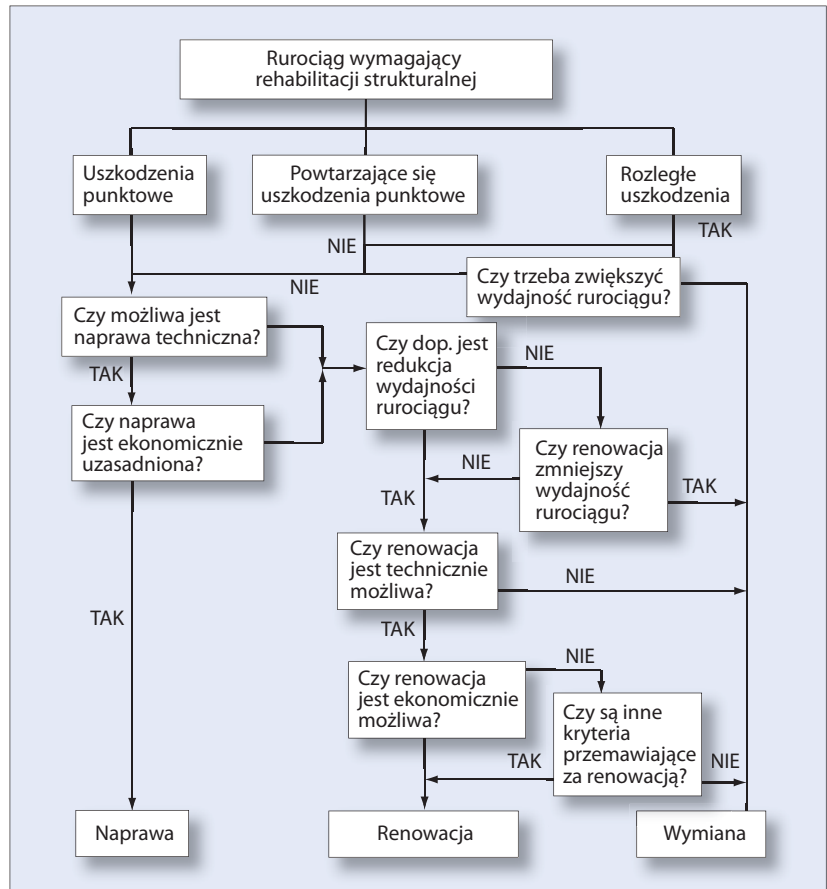 Rurociąg wymagający
rehabilitacji strukturalnej
Uszkodzenia
punktowe
Powtarzające się
uszkodzenia punktowe
Rozległe
uszkodzenia
NIE
TAK
NIE
Czy trzeba zwiększyć
wydajność rurociągu?
Czy możliwa jest
naprawa techniczna?
TAK
Czy dop. jest
redukcja
wydajności
rurociągu?
NIE
Czy naprawa
jest ekonomicznie
uzasadniona?
Czy renowacja
zmniejszy
wydajność
rurociągu?
NIE
TAK
TAK
Czy renowacja
jest technicznie
możliwa?
NIE
TAK
TAK
Czy renowacja
jest ekonomicznie
możliwa?
NIE
Czy są inne
kryteria
przemawiające
za renowacją?
TAK
NIE
Naprawa
Renowacja
Wymiana